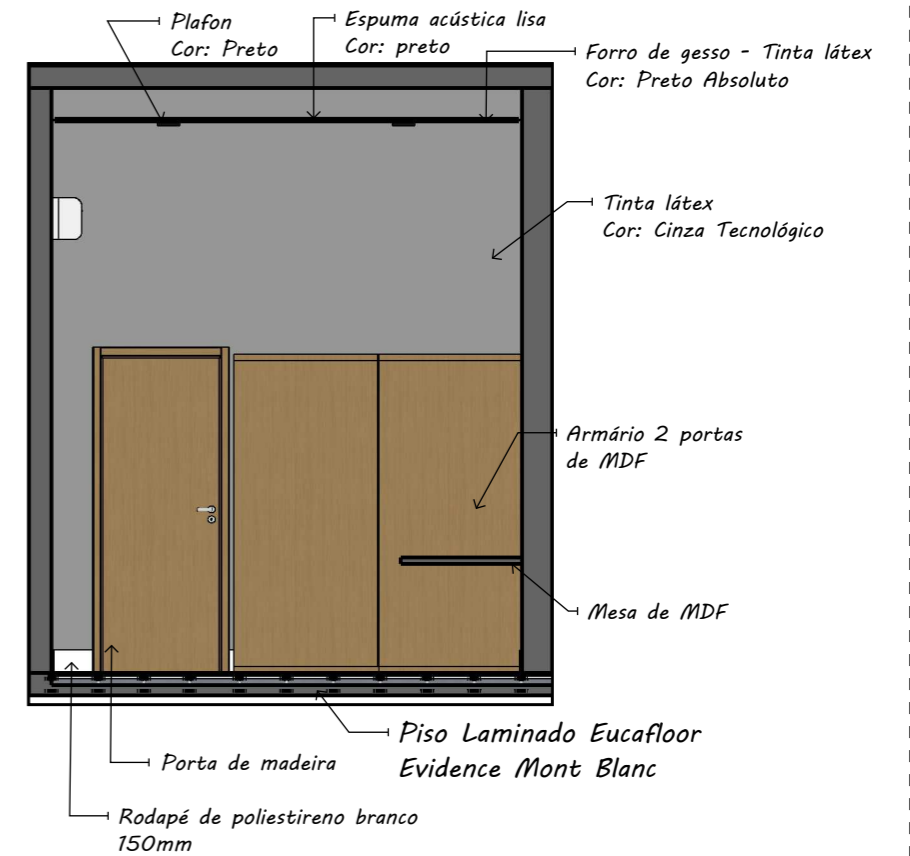 Plafon
Cor: Preto
Espuma acústica lisa
Cor: preto
Forro de gesso - Tinta látex
Cor: Preto Absoluto
Tinta látex
Cor: Cinza Tecnológico
Armário 2 portas
de MDF
Mesa de MDF
Piso Laminado Eucafloor
Evidence Mont Blanc
Porta de madeira
Rodapé de poliestireno branco
150mm